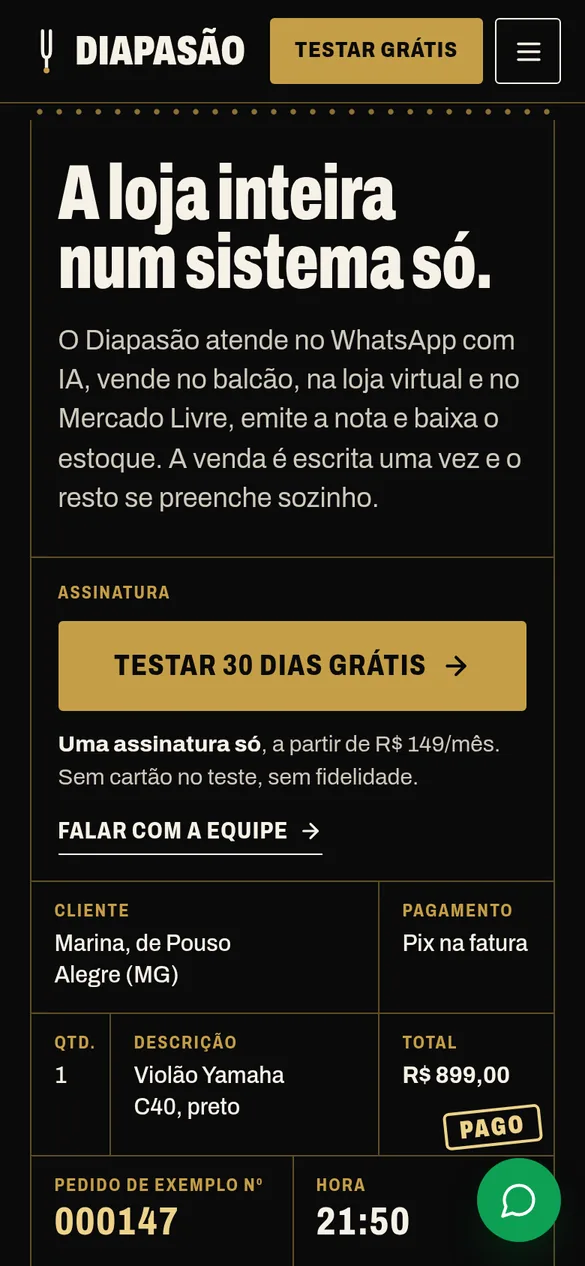 DIAPASÃO
TESTAR GRÁTIS
A loja inteira
num sistema só.
O Diapasão atende no WhatsApp com
IA, vende no balcão, na loja virtual e no
Mercado Livre, emite a nota e baixa o
estoque. A venda é escrita uma vez e o
resto se preenche sozinho.
ASSINATURA
TESTAR 30 DIAS GRÁTIS →
Uma assinatura só, a partir de R$ 149/mês.
Sem cartão no teste, sem fidelidade.
FALAR COM A EQUIPE →
CLIENTE
Marina, de Pouso
Alegre (MG)
PAGAMENTO
Pix na fatura
QTD.
1
DESCRIÇÃO
Violão Yamaha
C40, preto
TOTAL
R$ 899,00
PAGO
PEDIDO DE EXEMPLO Nº
000147
HORA
21:50